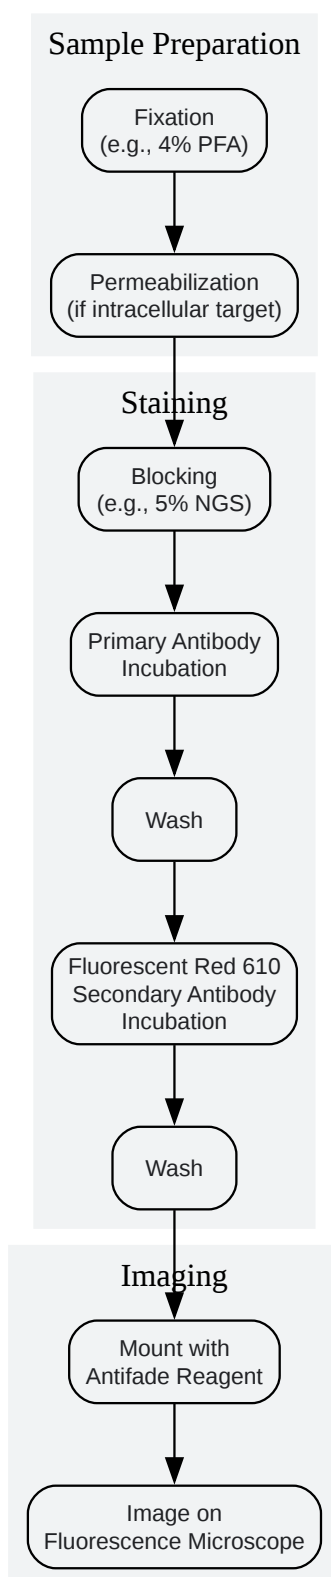 Sample Preparation
Fixation
(e.g., 4% PFA)
Permeabilization
(if intracellular target)
Staining
Blocking
(e.g., 5% NGS)
Primary Antibody
Incubation
Wash
Fluorescent Red 610
Secondary Antibody
Incubation
Wash
Imaging
Mount with
Antifade Reagent
Image on
Fluorescence Microscope